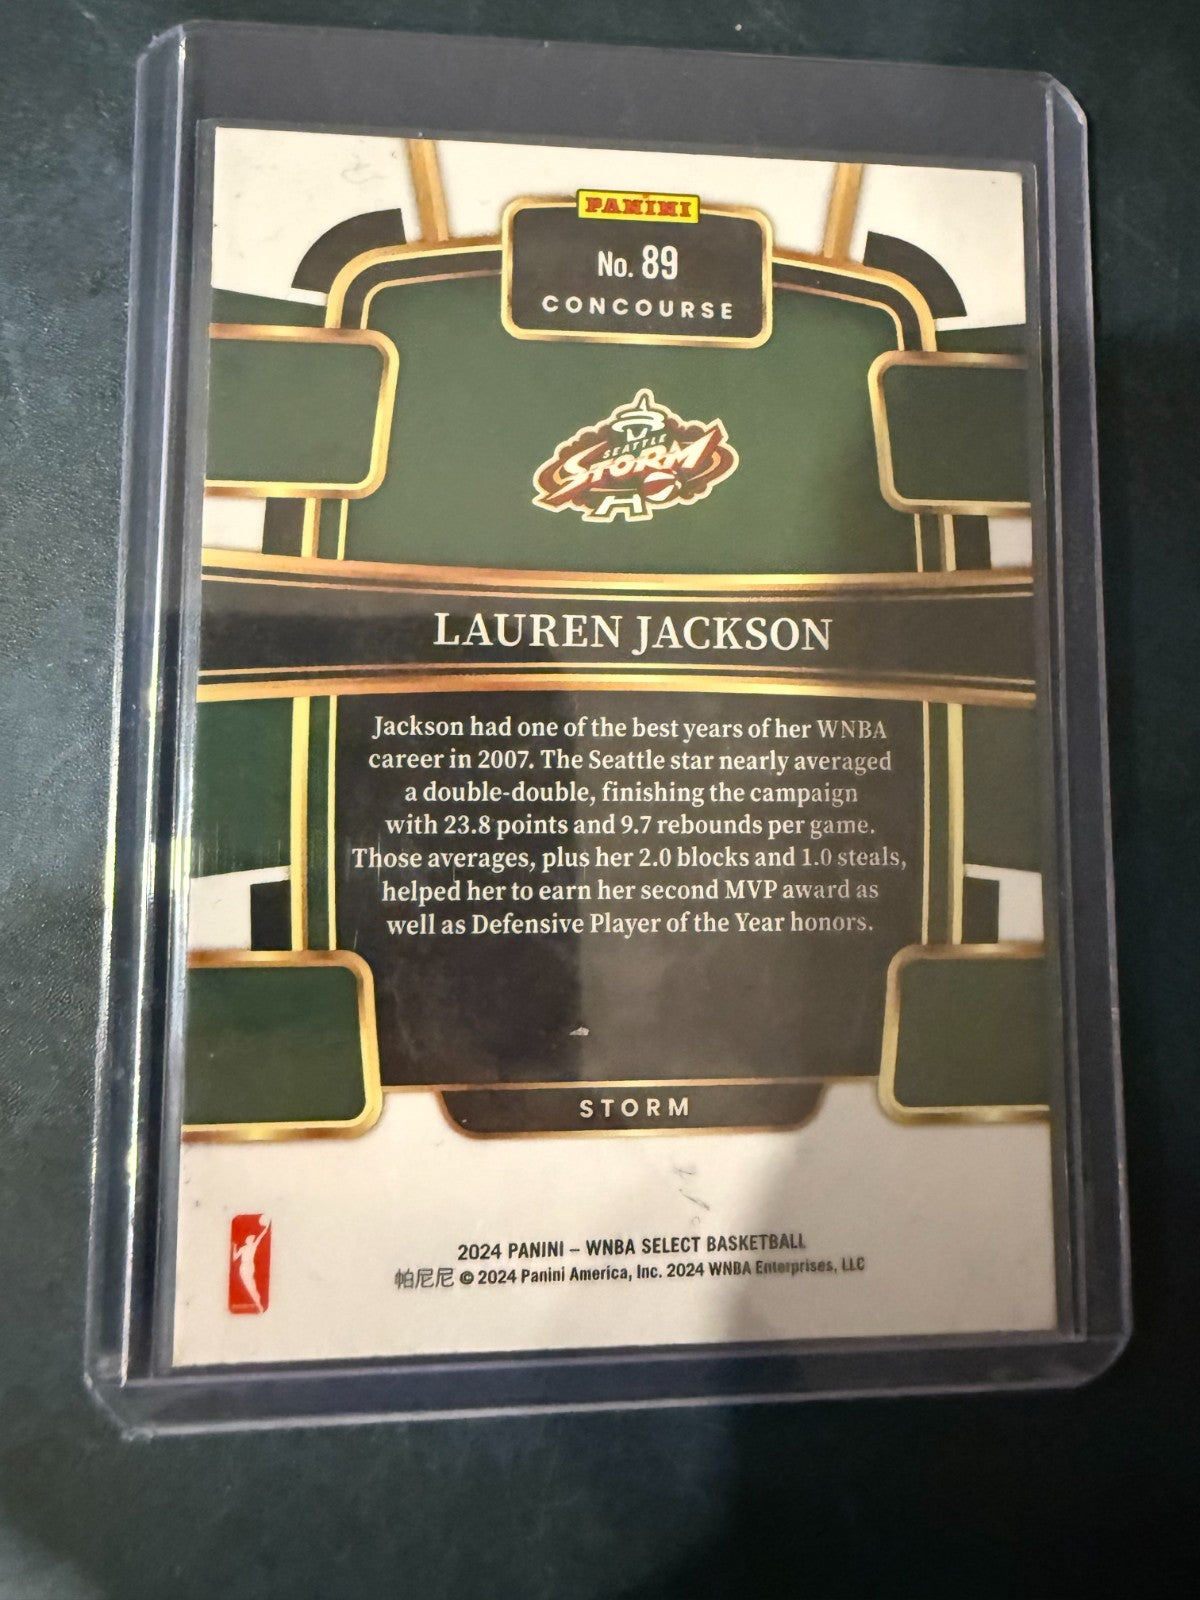 PANINI
No. 89
CONCOURSE
SEATTLE
STORM
LAUREN JACKSON
Jackson had one of the best years of her WNBA
career in 2007. The Seattle star nearly averaged
a double-double, finishing the campaign
with 23.8 points and 9.7 rebounds per game.
Those averages, plus her 2.0 blocks and 1.0 steals,
helped her to earn her second MVP award as
well as Defensive Player of the Year honors.
STORM
2024 PANINI – WNBA SELECT BASKETBALL
帕尼尼 © 2024 Panini America, Inc. 2024 WNBA Enterprises, LLC